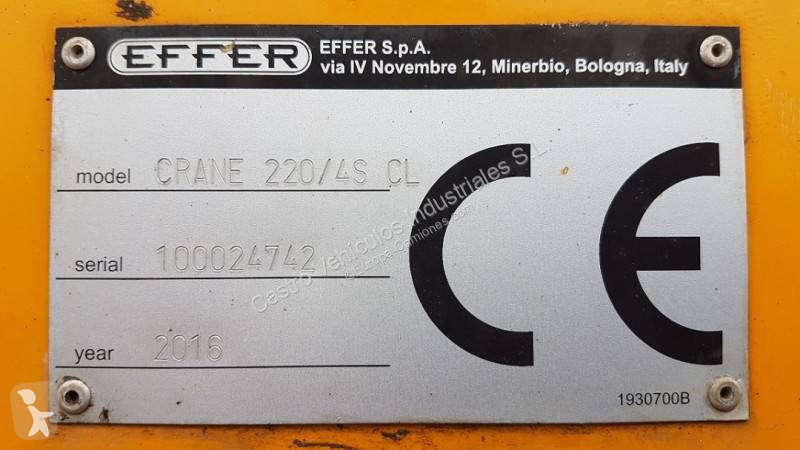 EFFER
EFFER S.p.A.
via IV Novembre 12, Minerbio, Bologna, Italy
model CRANE 220/4S CL
serial 100024742
year 2016
CE
1930700B
Castro Vehículos Industriales S.L.